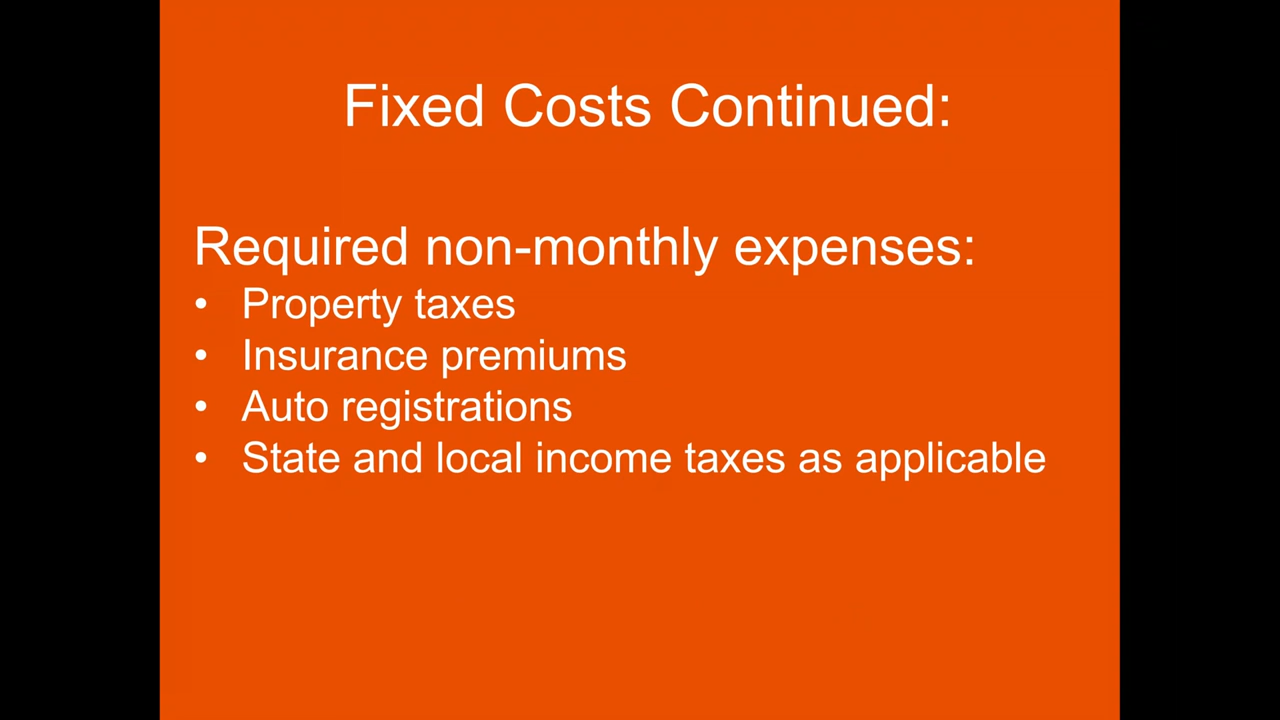 Fixed Costs Continued:
Required non-monthly expenses:
• Property taxes
• Insurance premiums
• Auto registrations
• State and local income taxes as applicable